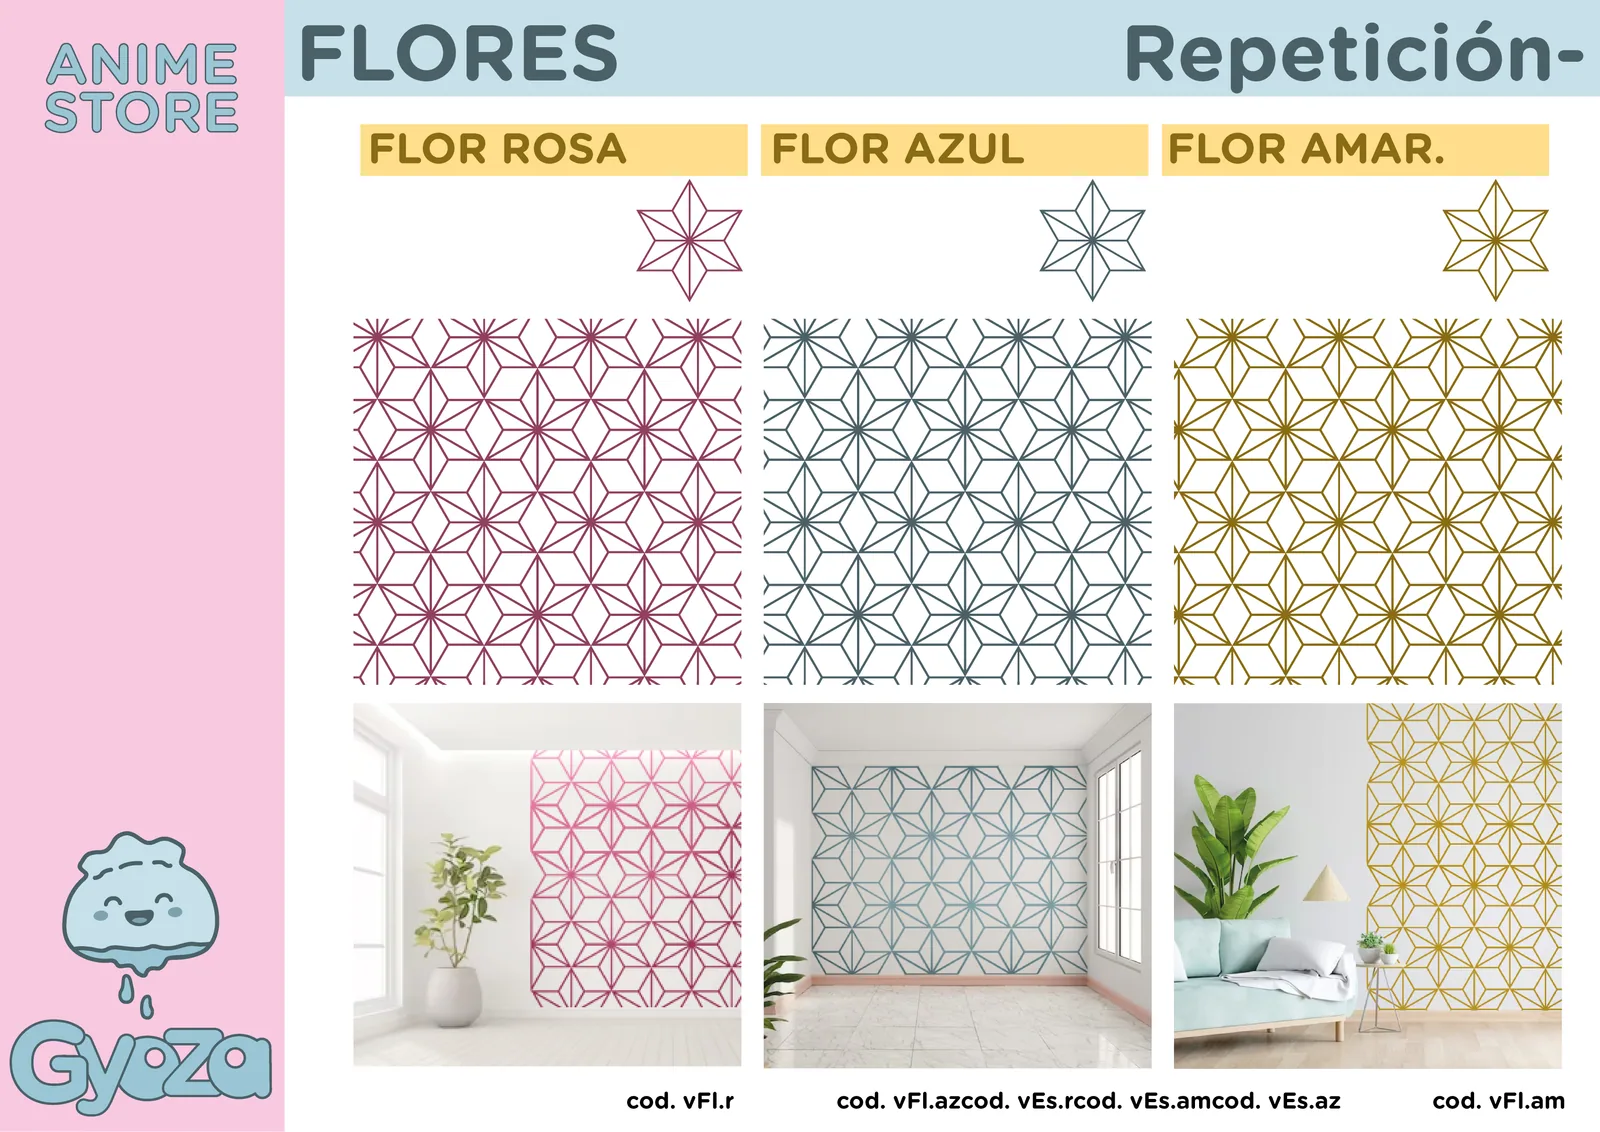 ANIME
STORE
FLORES
Repetición-
FLOR ROSA
FLOR AZUL
FLOR AMAR.
Gyoza
cod. vFl.r
cod. vFl.azcod. vEs.rcod. vEs.amcod. vEs.az
cod. vFl.am